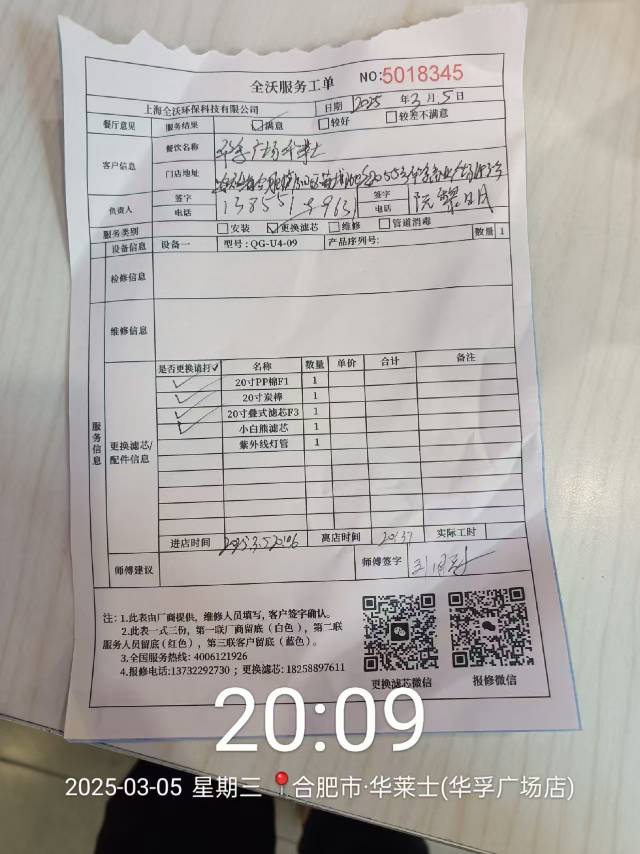 全沃服务工单 NO:5018345
上海全沃环保科技有限公司 日期 2025 年 3 月 5 日
餐厅意见 服务结果 ☑满意 □较好 □较差不满意
客户信息 餐饮名称 华孚广场华莱士
门店地址
负责人 签字 电话 签字 电话
服务类别 □安装 ☑更换滤芯 □维修 □管道消毒 数量 1
设备信息 设备一 型号:QG-U4-09 产品序列号:
检修信息
维修信息
服务信息
更换滤芯/配件信息
是否更换请打✓ 名称 数量 单价 合计 备注
✓ 20寸PP棉F1 1
✓ 20寸炭棒 1
✓ 20寸叠式滤芯F3 1
✓ 小白熊滤芯 1
紫外线灯管 1
进店时间 2025.3.5 20:06 离店时间 20:37 实际工时
师傅建议 师傅签字
注:1.此表由厂商提供,维修人员填写,客户签字确认。
2.此表一式三份,第一联厂商留底(白色),第二联
服务人员留底(红色),第三联客户留底(蓝色)。
3.全国服务热线:4006121926
4.报修电话:13732292730 ;更换滤芯:18258897611
更换滤芯微信 报修微信
20:09
2025-03-05 星期三 合肥市·华莱士(华孚广场店)